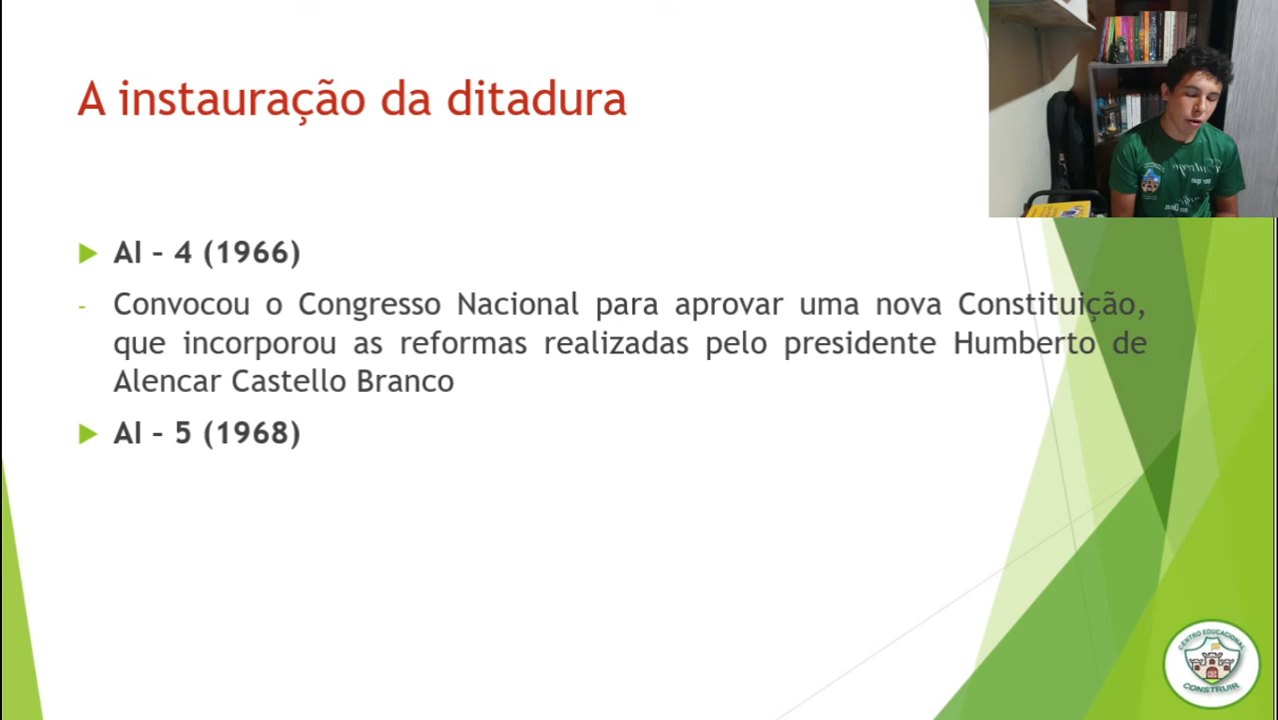 A instauração da ditadura
AI – 4 (1966)
- Convocou o Congresso Nacional para aprovar uma nova Constituição,
que incorporou as reformas realizadas pelo presidente Humberto de
Alencar Castello Branco
AI – 5 (1968)
CENTRO EDUCACIONAL
CEC
CONSTRUIR